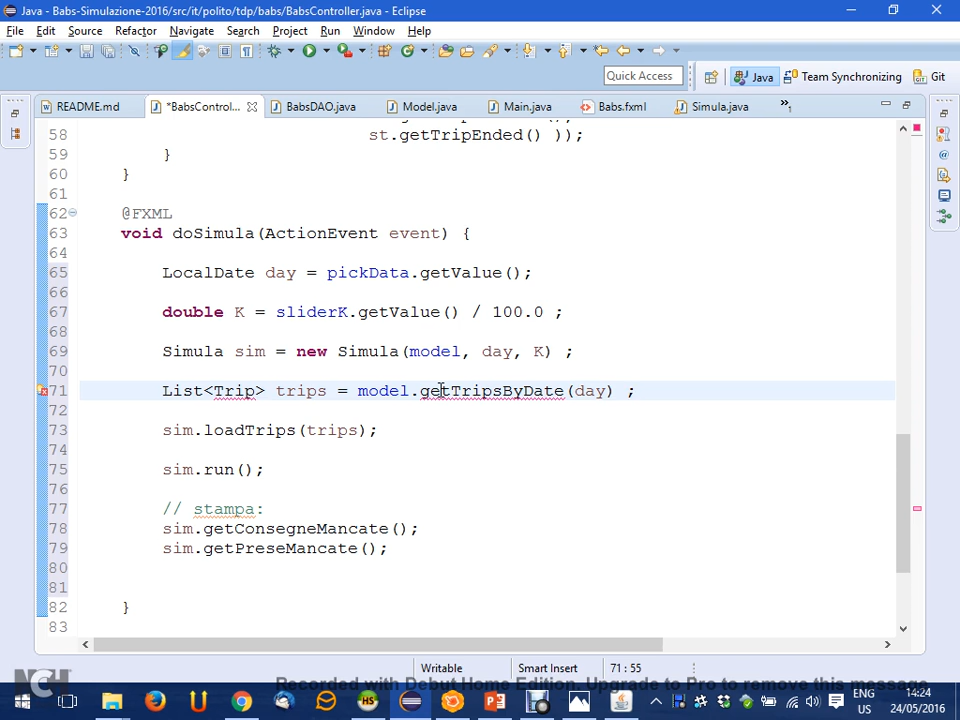 Java - Babs-Simulazione-2016/src/it/polito/tdp/babs/BabsController.java - Eclipse
File Edit Source Refactor Navigate Search Project Run Window Help
Quick Access
Java
Team Synchronizing
Git
README.md
*BabsControl...
BabsDAO.java
Model.java
Main.java
Babs.fxml
Simula.java
58 st.getTripEnded() ));
59 }
60 }
61
62 @FXML
63 void doSimula(ActionEvent event) {
64
65 LocalDate day = pickData.getValue();
66
67 double K = sliderK.getValue() / 100.0 ;
68
69 Simula sim = new Simula(model, day, K) ;
70
71 List<Trip> trips = model.getTripsByDate(day) ;
72
73 sim.loadTrips(trips);
74
75 sim.run();
76
77 // stampa:
78 sim.getConsegneMancate();
79 sim.getPreseMancate();
80
81
82 }
83
Writable
Smart Insert
71 : 55
NCH
Recorded with Debut Home Edition. Upgrade to Pro to remove this message
ENG 14:24
US 24/05/2016